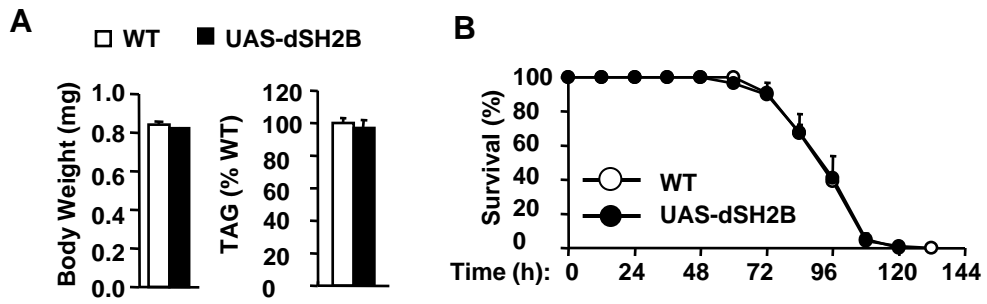 A
WT UAS-dSH2B
Body Weight (mg)
1.0
0.8
0.6
0.4
0.2
0.0
TAG (% WT)
120
100
80
60
40
20
0
B
Survival (%)
100
80
60
40
20
0
WT
UAS-dSH2B
Time (h): 0 24 48 72 96 120 144